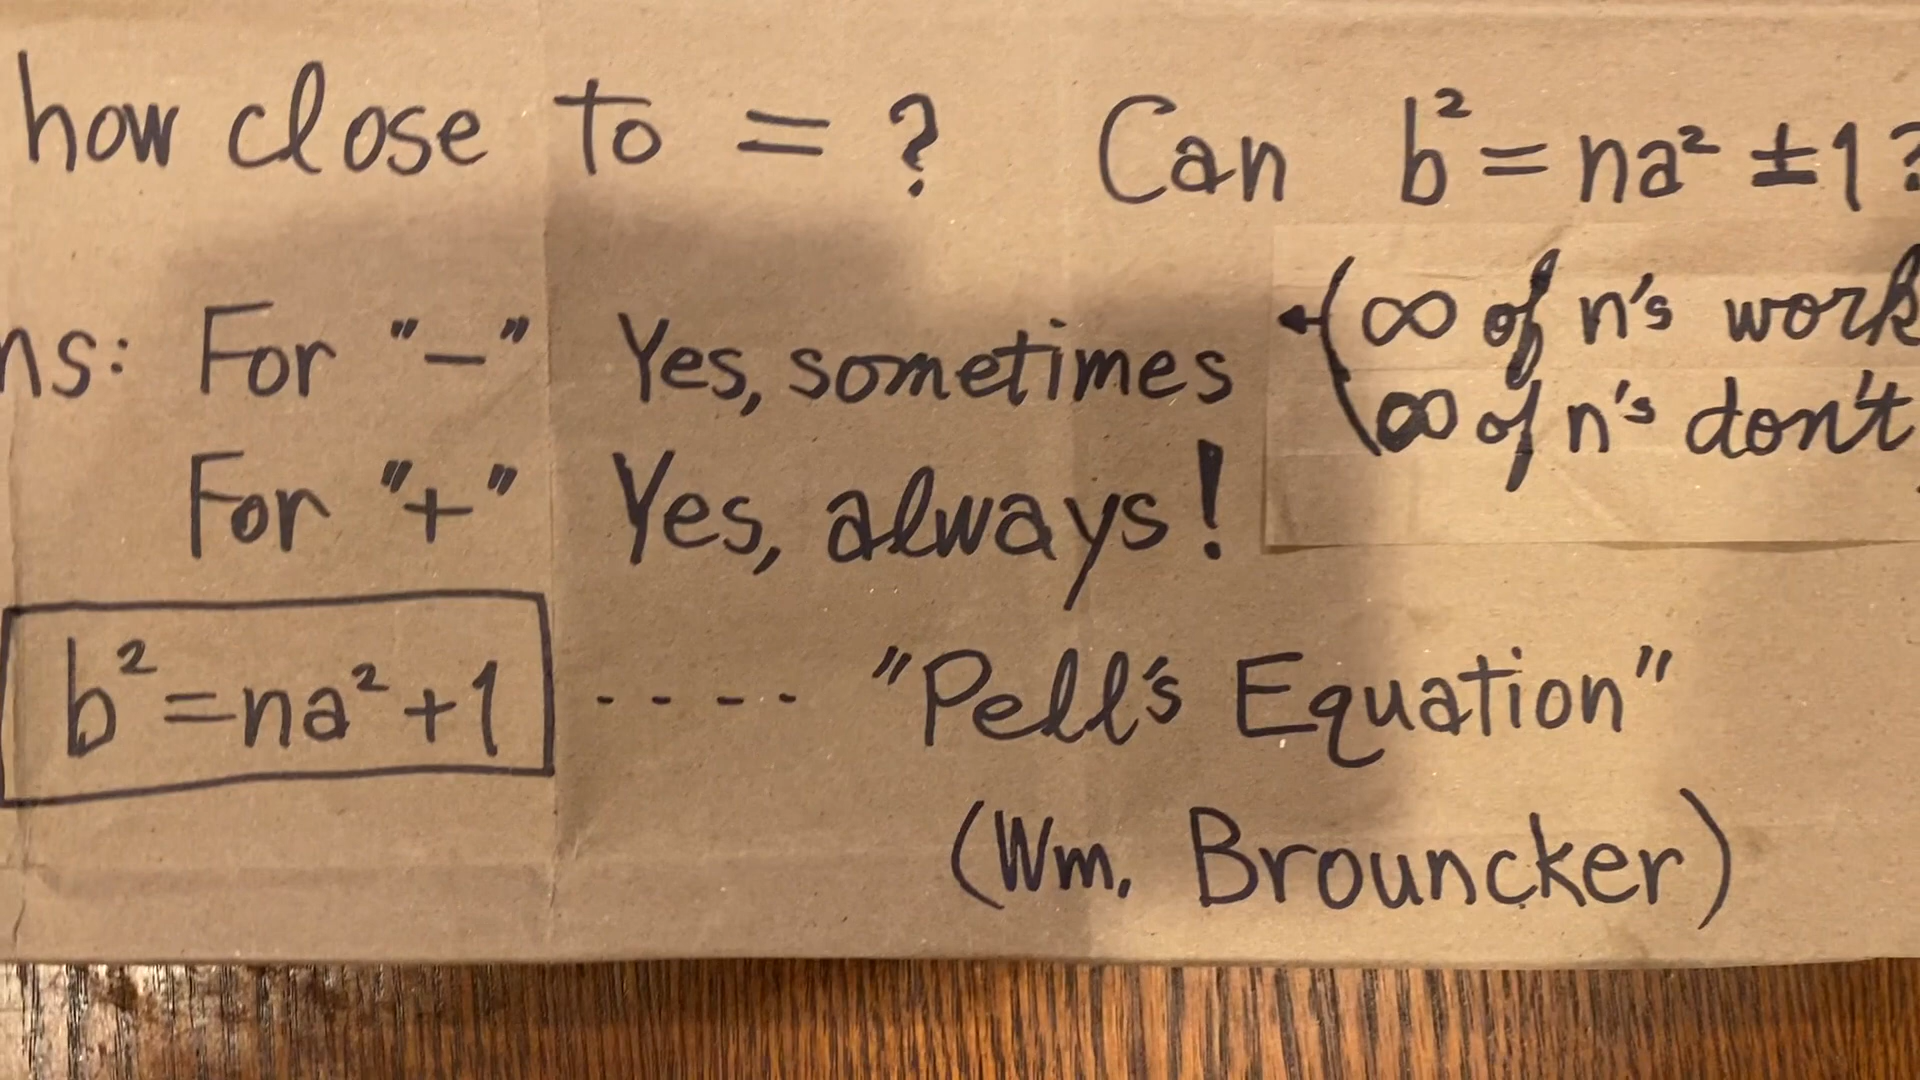 how close to = ? Can b² = na² ±1?
ns: For "−" Yes, sometimes
(∞ of n's work
∞ of n's don't
For "+" Yes, always!
b²=na²+1 ---- "Pell's Equation"
(Wm. Brouncker)